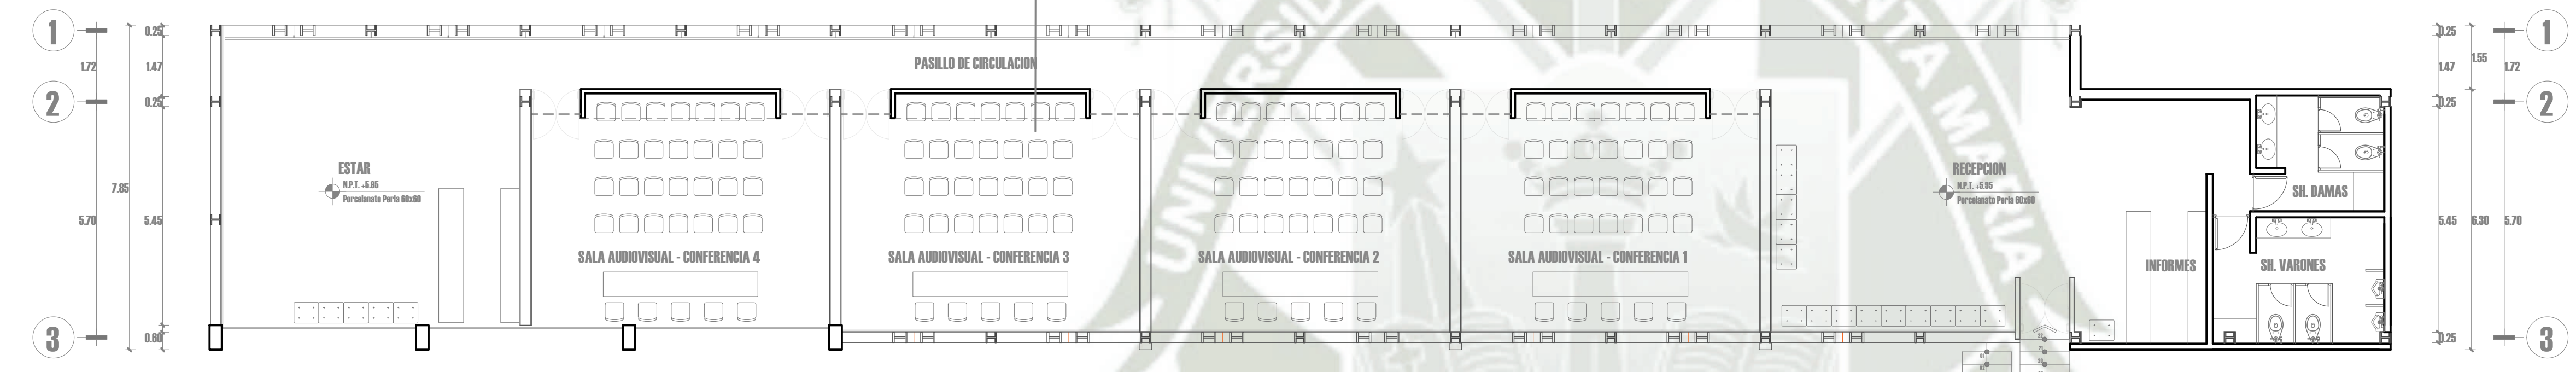 1
2
3
0.25
1.72
1.47
0.25
7.85
5.70
5.45
0.60
PASILLO DE CIRCULACION
ESTAR
N.P.T. +5.95
Porcelanato Perla 60x60
SALA AUDIOVISUAL - CONFERENCIA 4
SALA AUDIOVISUAL - CONFERENCIA 3
SALA AUDIOVISUAL - CONFERENCIA 2
SALA AUDIOVISUAL - CONFERENCIA 1
RECEPCION
N.P.T. +5.95
Porcelanato Perla 60x60
INFORMES
SH. DAMAS
SH. VARONES
0.25
1.55
1.47
1.72
0.25
5.45
6.30
5.70
0.25
1
2
3